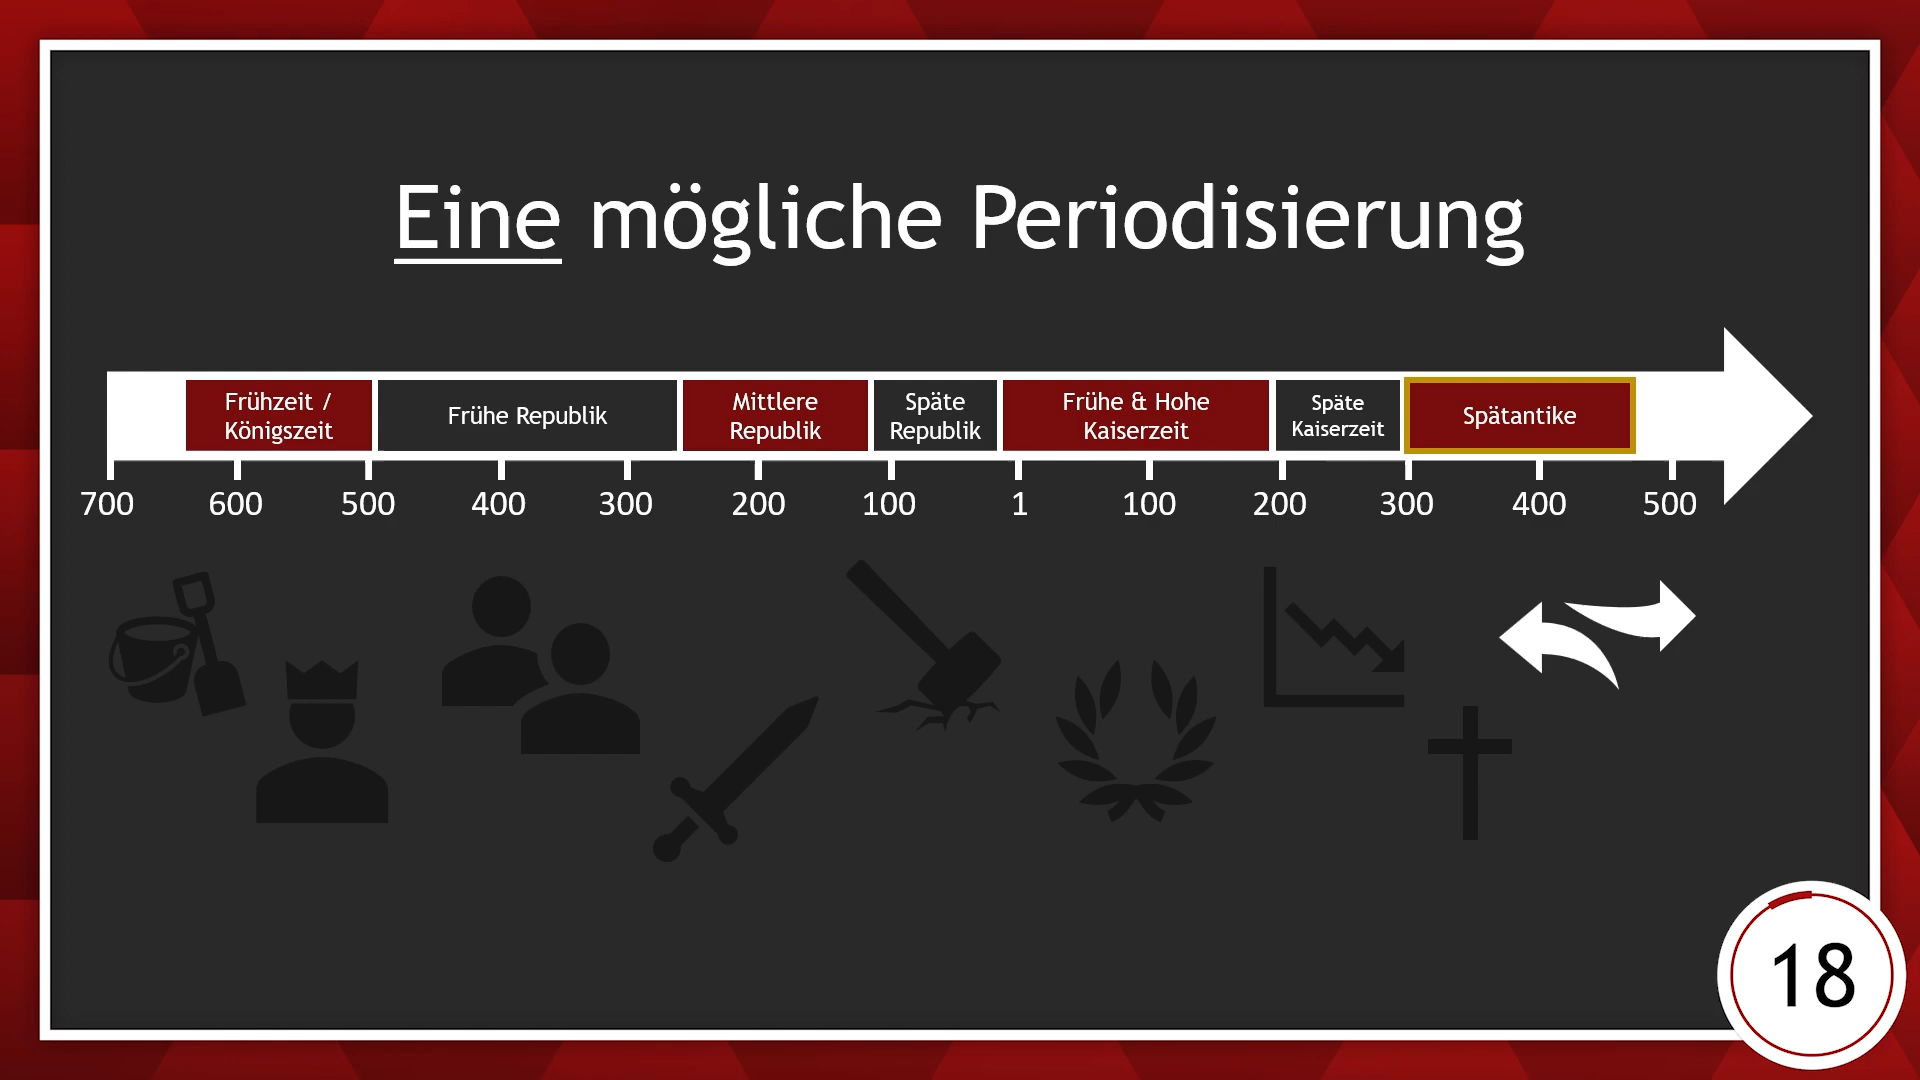 Eine mögliche Periodisierung
Frühzeit /
Königszeit
Frühe Republik
Mittlere
Republik
Späte
Republik
Frühe & Hohe
Kaiserzeit
Späte
Kaiserzeit
Spätantike
700 600 500 400 300 200 100 1 100 200 300 400 500
18